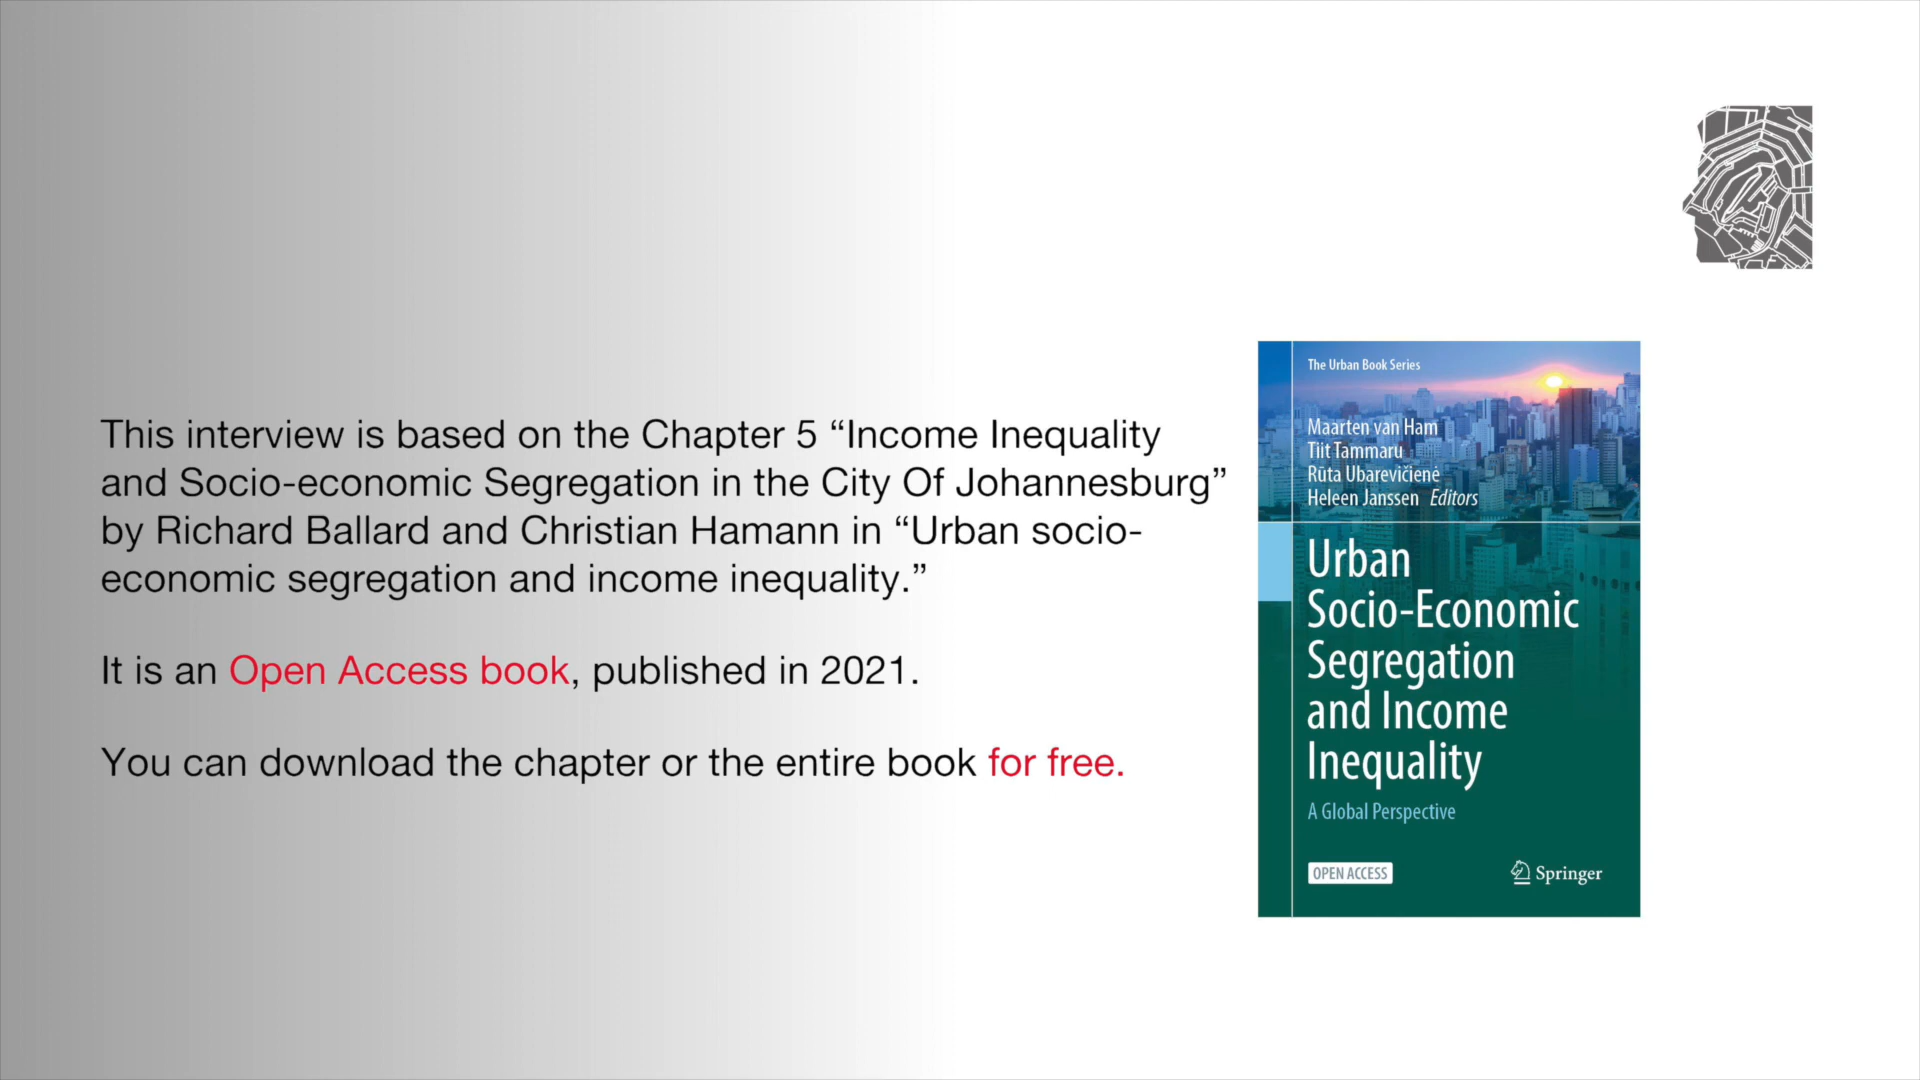 This interview is based on the Chapter 5 “Income Inequality
and Socio-economic Segregation in the City Of Johannesburg”
by Richard Ballard and Christian Hamann in “Urban socio-
economic segregation and income inequality.”
It is an Open Access book, published in 2021.
You can download the chapter or the entire book for free.
The Urban Book Series
Maarten van Ham
Tiit Tammaru
Rūta Ubarevičienė
Heleen Janssen Editors
Urban
Socio-Economic
Segregation
and Income
Inequality
A Global Perspective
OPEN ACCESS
Springer